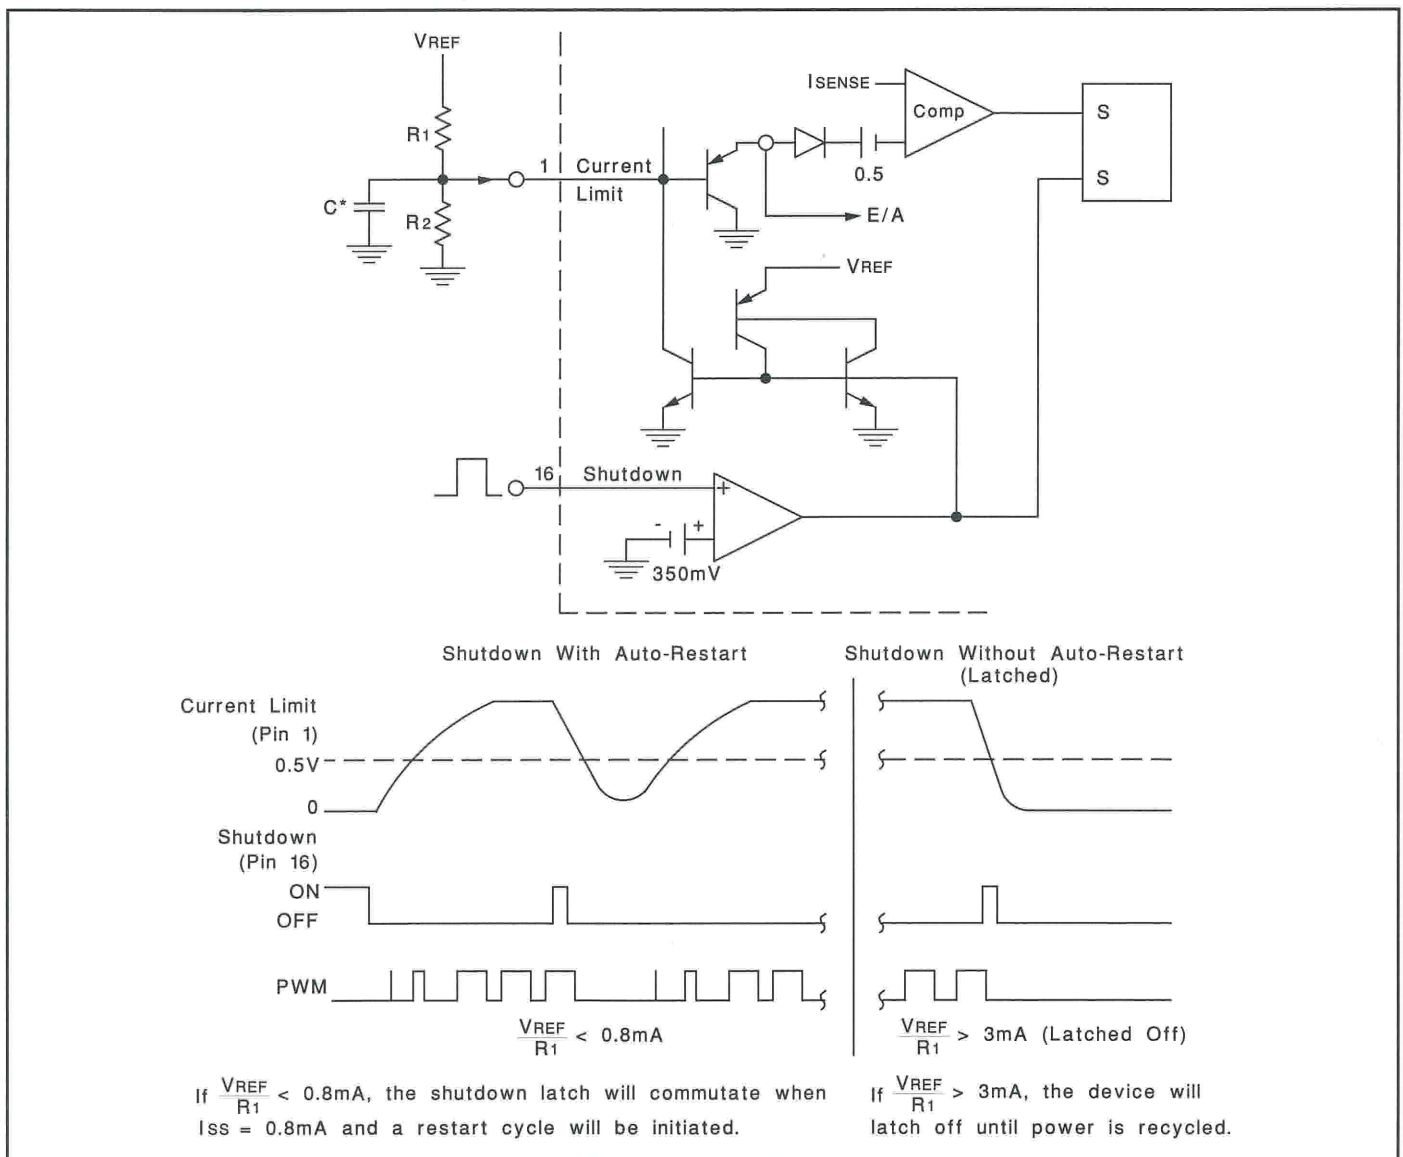 VREF
R1
C*
R2
1 Current
Limit
ISENSE
Comp
0.5
E/A
S
S
VREF
16 Shutdown
+
- +
350mV
Shutdown With Auto-Restart
Shutdown Without Auto-Restart
(Latched)
Current Limit
(Pin 1)
0.5V
0
Shutdown
(Pin 16)
ON
OFF
PWM
VREF
R1 < 0.8mA
VREF
R1 > 3mA (Latched Off)
If VREF/R1 < 0.8mA, the shutdown latch will commutate when
Iss = 0.8mA and a restart cycle will be initiated.
If VREF/R1 > 3mA, the device will
latch off until power is recycled.